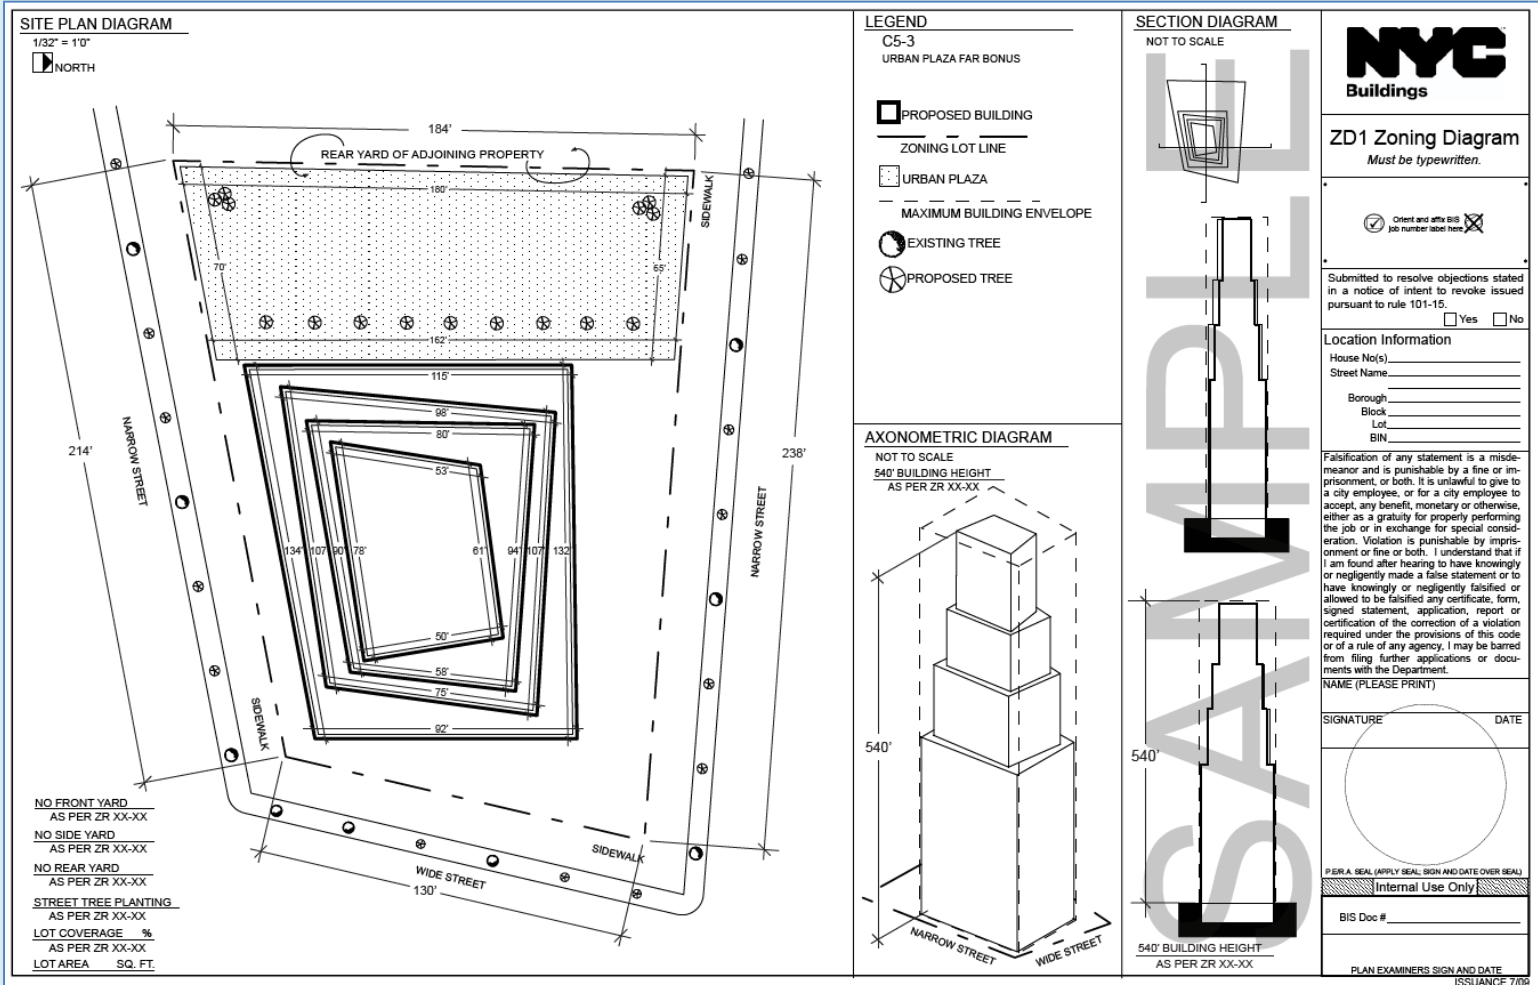 SITE PLAN DIAGRAM
1/32" = 1'0"
NORTH
184'
REAR YARD OF ADJOINING PROPERTY
180'
SIDEWALK
70'
65'
162'
115'
98'
80'
53'
214'
NARROW STREET
238'
NARROW STREET
134'
107'
90'
78'
61'
94'
107'
132'
50'
58'
75'
92'
SIDEWALK
SIDEWALK
WIDE STREET
130'
NO FRONT YARD
AS PER ZR XX-XX
NO SIDE YARD
AS PER ZR XX-XX
NO REAR YARD
AS PER ZR XX-XX
STREET TREE PLANTING
AS PER ZR XX-XX
LOT COVERAGE %
AS PER ZR XX-XX
LOT AREA SQ. FT.
LEGEND
C5-3
URBAN PLAZA FAR BONUS
PROPOSED BUILDING
ZONING LOT LINE
URBAN PLAZA
MAXIMUM BUILDING ENVELOPE
EXISTING TREE
PROPOSED TREE
AXONOMETRIC DIAGRAM
NOT TO SCALE
540' BUILDING HEIGHT
AS PER ZR XX-XX
540'
NARROW STREET
WIDE STREET
SECTION DIAGRAM
NOT TO SCALE
540'
540' BUILDING HEIGHT
AS PER ZR XX-XX
SAMPLE
NYC
Buildings
ZD1 Zoning Diagram
Must be typewritten.
Orient and affix BIS
job number label here
Submitted to resolve objections stated
in a notice of intent to revoke issued
pursuant to rule 101-15.
Yes No
Location Information
House No(s)
Street Name
Borough
Block
Lot
BIN
Falsification of any statement is a misde-
meanor and is punishable by a fine or im-
prisonment, or both. It is unlawful to give to
a city employee, or for a city employee to
accept, any benefit, monetary or otherwise,
either as a gratuity for properly performing
the job or in exchange for special consid-
eration. Violation is punishable by impris-
onment or fine or both. I understand that if
I am found after hearing to have knowingly
or negligently made a false statement or to
have knowingly or negligently falsified or
allowed to be falsified any certificate, form,
signed statement, application, report or
certification of the correction of a violation
required under the provisions of this code
or of a rule of any agency, I may be barred
from filing further applications or docu-
ments with the Department.
NAME (PLEASE PRINT)
SIGNATURE DATE
P.E/R.A. SEAL (APPLY SEAL; SIGN AND DATE OVER SEAL)
Internal Use Only
BIS Doc #
PLAN EXAMINERS SIGN AND DATE
ISSUANCE 7/09